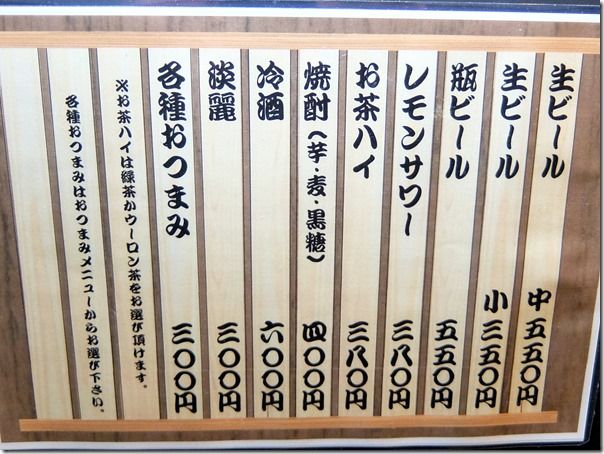 生ビール 中五五〇円
生ビール 小三五〇円
瓶ビール 五五〇円
レモンサワー 三八〇円
お茶ハイ 三八〇円
焼酎(芋・麦・黒糖) 四〇〇円
冷酒 六〇〇円
淡麗 三〇〇円
各種おつまみ 三〇〇円
※お茶ハイは緑茶かウーロン茶をお選び頂けます。
各種おつまみはおつまみメニューからお選び下さい。